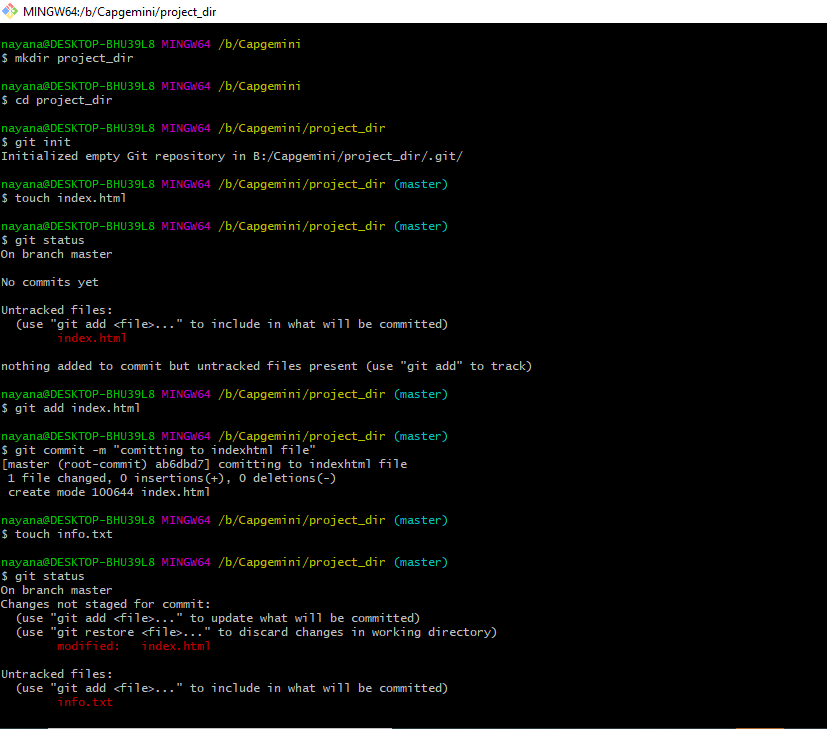 MINGW64:/b/Capgemini/project_dir
nayana@DESKTOP-BHU39L8 MINGW64 /b/Capgemini
$ mkdir project_dir
nayana@DESKTOP-BHU39L8 MINGW64 /b/Capgemini
$ cd project_dir
nayana@DESKTOP-BHU39L8 MINGW64 /b/Capgemini/project_dir
$ git init
Initialized empty Git repository in B:/Capgemini/project_dir/.git/
nayana@DESKTOP-BHU39L8 MINGW64 /b/Capgemini/project_dir (master)
$ touch index.html
nayana@DESKTOP-BHU39L8 MINGW64 /b/Capgemini/project_dir (master)
$ git status
On branch master
No commits yet
Untracked files:
  (use "git add <file>..." to include in what will be committed)
        index.html
nothing added to commit but untracked files present (use "git add" to track)
nayana@DESKTOP-BHU39L8 MINGW64 /b/Capgemini/project_dir (master)
$ git add index.html
nayana@DESKTOP-BHU39L8 MINGW64 /b/Capgemini/project_dir (master)
$ git commit -m "comitting to indexhtml file"
[master (root-commit) ab6dbd7] comitting to indexhtml file
 1 file changed, 0 insertions(+), 0 deletions(-)
 create mode 100644 index.html
nayana@DESKTOP-BHU39L8 MINGW64 /b/Capgemini/project_dir (master)
$ touch info.txt
nayana@DESKTOP-BHU39L8 MINGW64 /b/Capgemini/project_dir (master)
$ git status
On branch master
Changes not staged for commit:
  (use "git add <file>..." to update what will be committed)
  (use "git restore <file>..." to discard changes in working directory)
        modified:   index.html
Untracked files:
  (use "git add <file>..." to include in what will be committed)
        info.txt